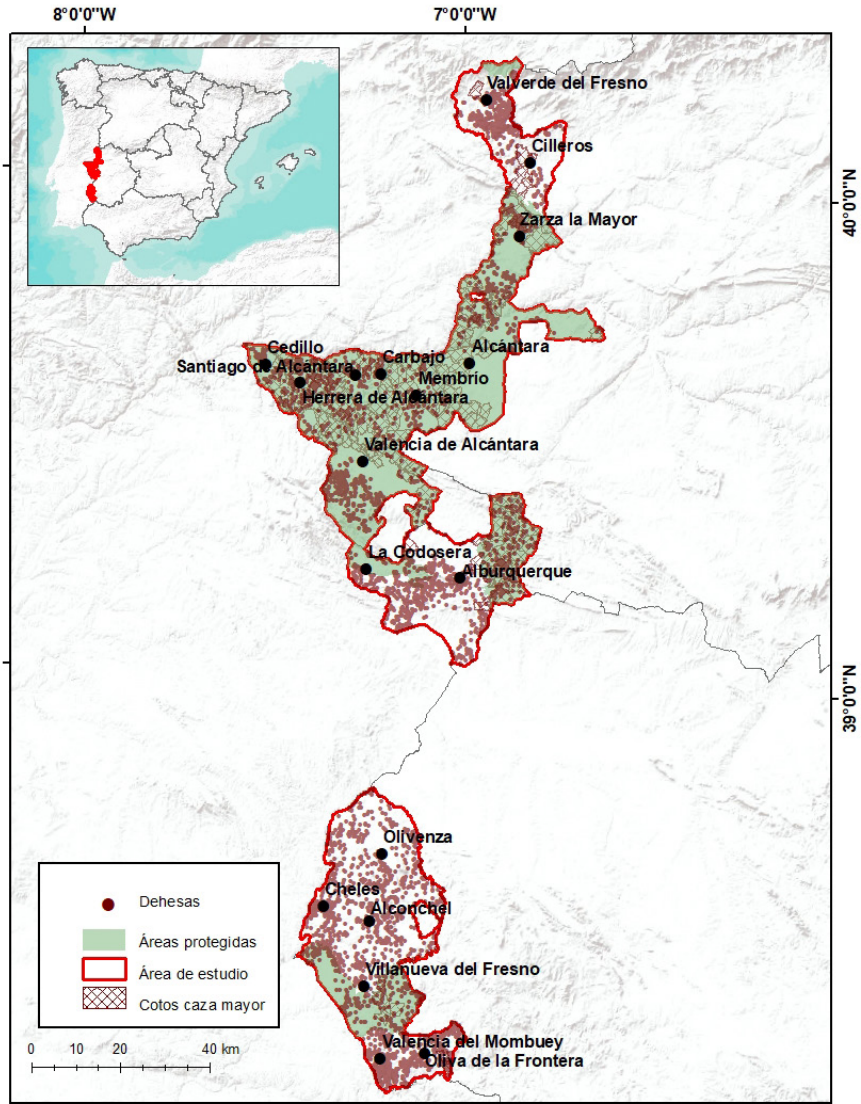 8°0'0"W 7°0'0"W
Valverde del Fresno
Cilleros
40°0'0"N
Zarza la Mayor
Cedillo
Carbajo
Alcántara
Santiago de Alcántara
Membrio
Herrera de Alcántara
Valencia de Alcántara
La Codosera
Alburquerque
39°0'0"N
Olivenza
Cheles
Alconchel
Villanueva del Fresno
Valencia del Mombuey
Oliva de la Frontera
Dehesas
Áreas protegidas
Área de estudio
Cotos caza mayor
0 10 20 40 km